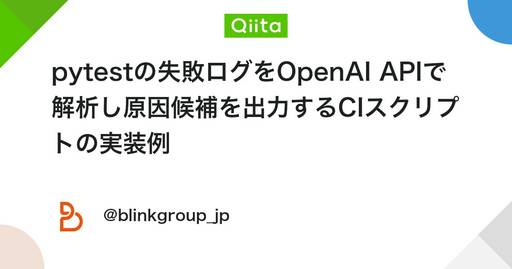 Qiita
pytestの失敗ログをOpenAI APIで
解析し原因候補を出力するCIスクリプ
トの実装例
@blinkgroup_jp